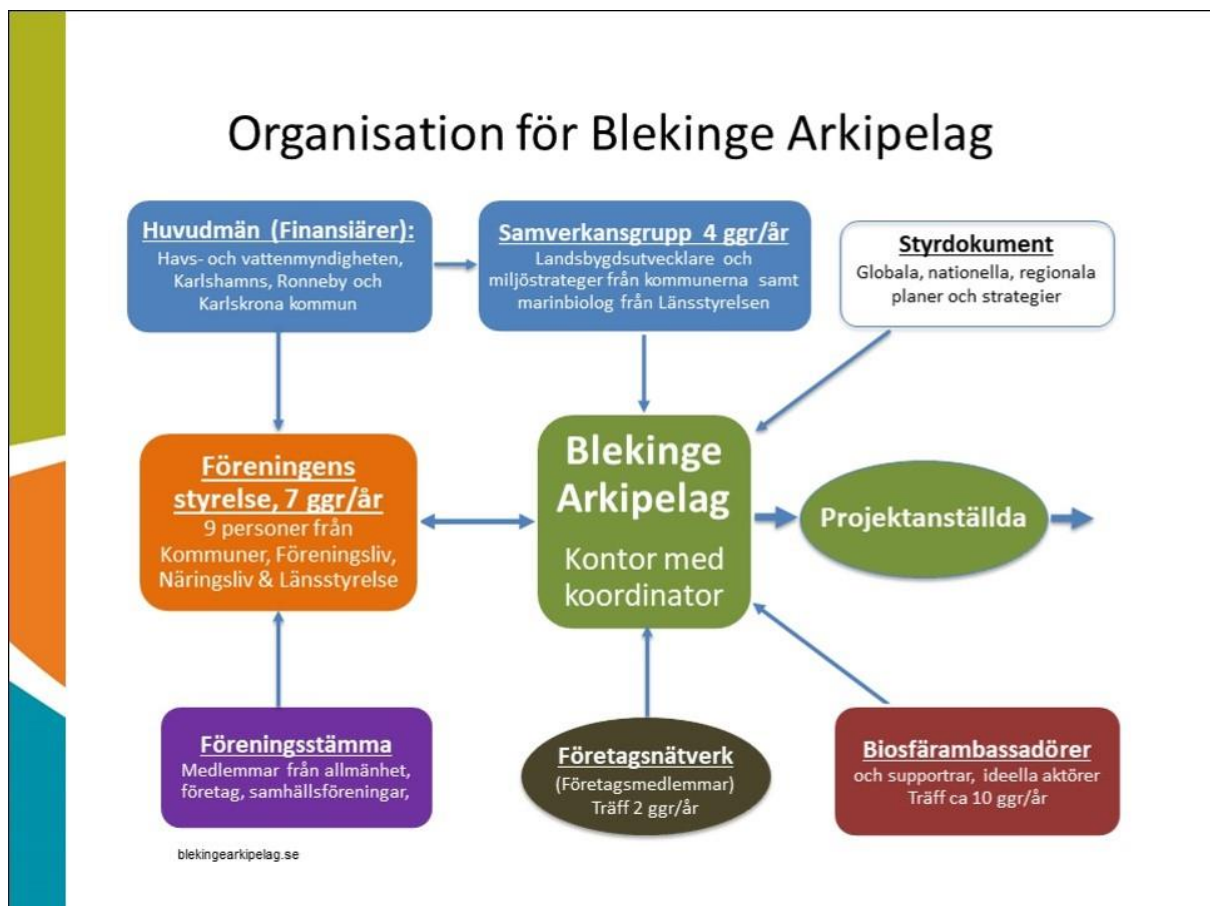 Organisation för Blekinge Arkipelag
Huvudmän (Finansiärer):
Havs- och vattenmyndigheten,
Karlshamns, Ronneby och
Karlskrona kommun
Samverkansgrupp 4 ggr/år
Landsbygdsutvecklare och
miljöstrateger från kommunerna samt
marinbiolog från Länsstyrelsen
Styrdokument
Globala, nationella, regionala
planer och strategier
Föreningens
styrelse, 7 ggr/år
9 personer från
Kommuner, Föreningsliv,
Näringsliv & Länsstyrelse
Blekinge
Arkipelag
Kontor med
koordinator
Projektanställda
Föreningsstämma
Medlemmar från allmänhet,
företag, samhällsföreningar,
Företagsnätverk
(Företagsmedlemmar)
Träff 2 ggr/år
Biosfärambassadörer
och supportrar, ideella aktörer
Träff ca 10 ggr/år
blekingearkipelag.se